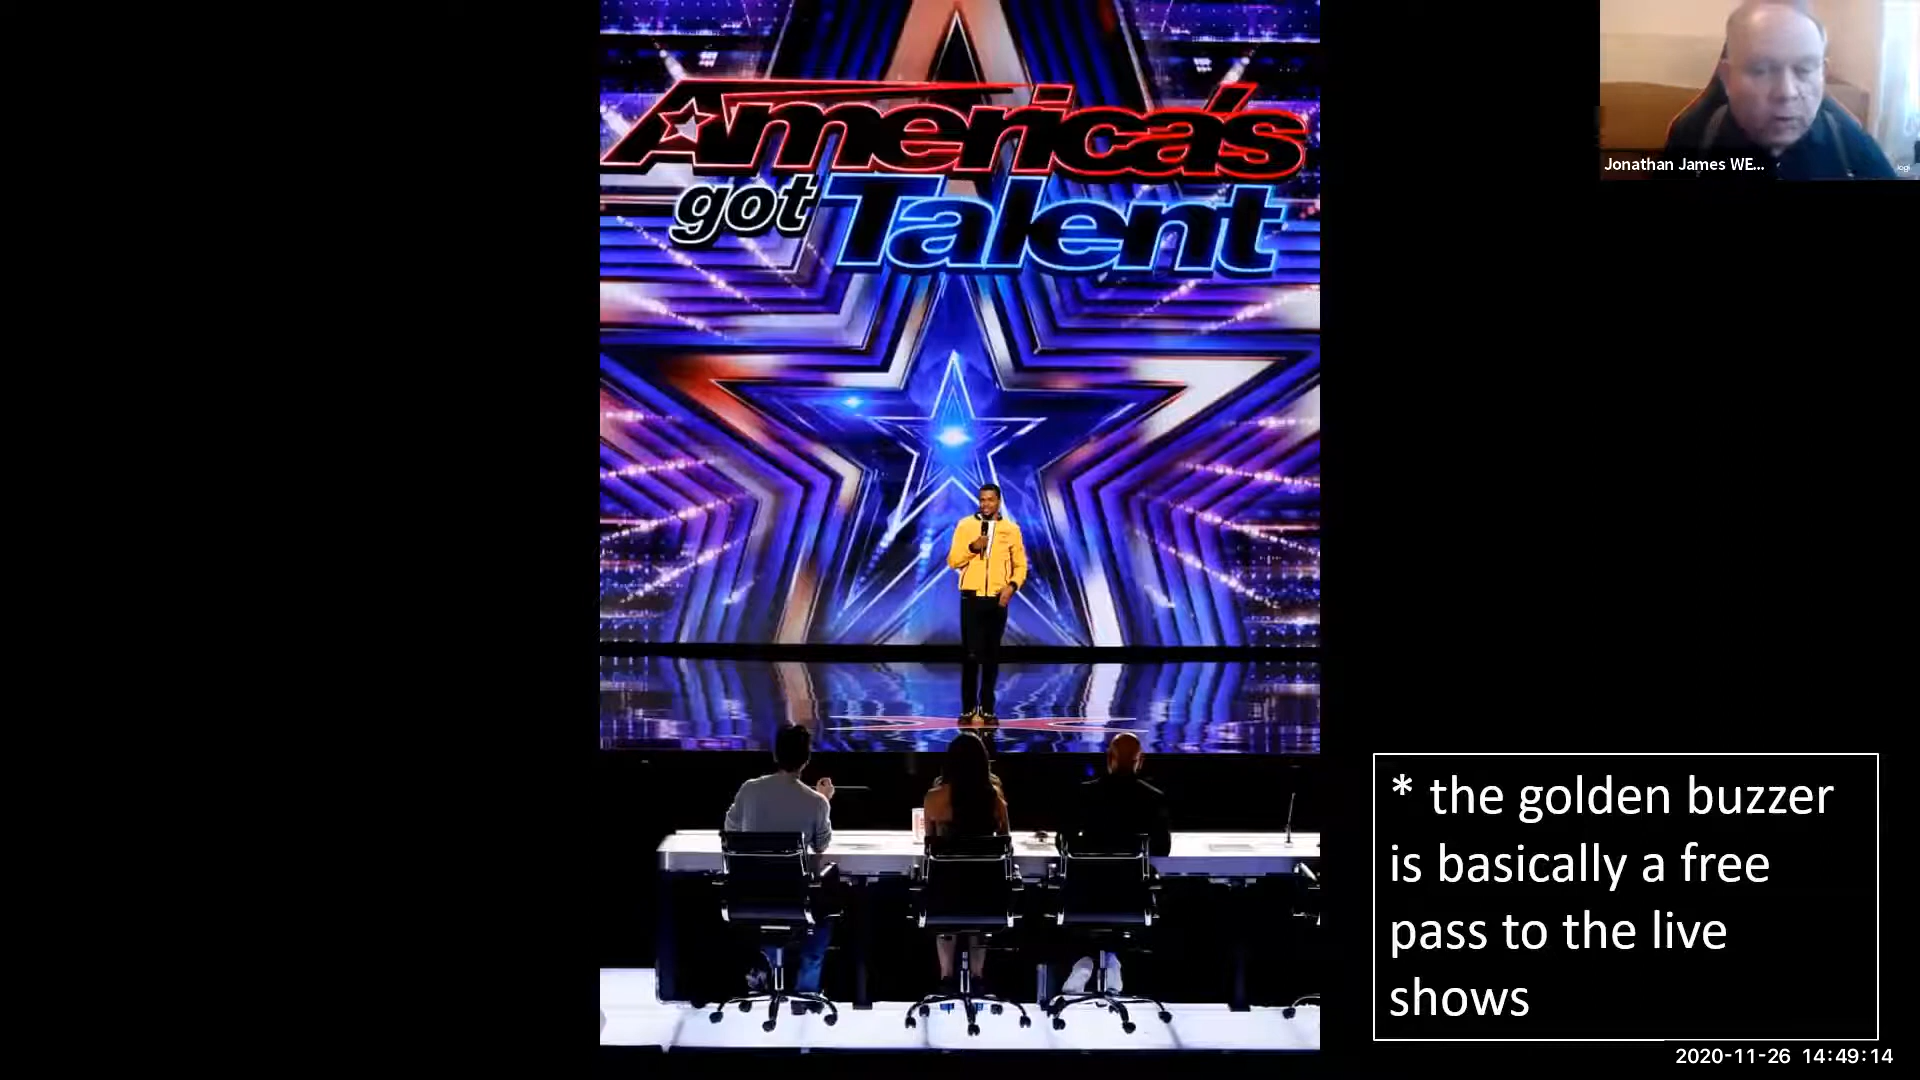 America's
got Talent
Jonathan James WE...
logi
* the golden buzzer
is basically a free
pass to the live
shows
2020-11-26 14:49:14